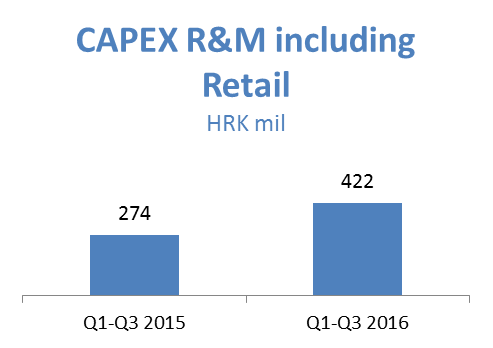 CAPEX R&M including
Retail
HRK mil
422
274
Q1-Q3 2015
Q1-Q3 2016